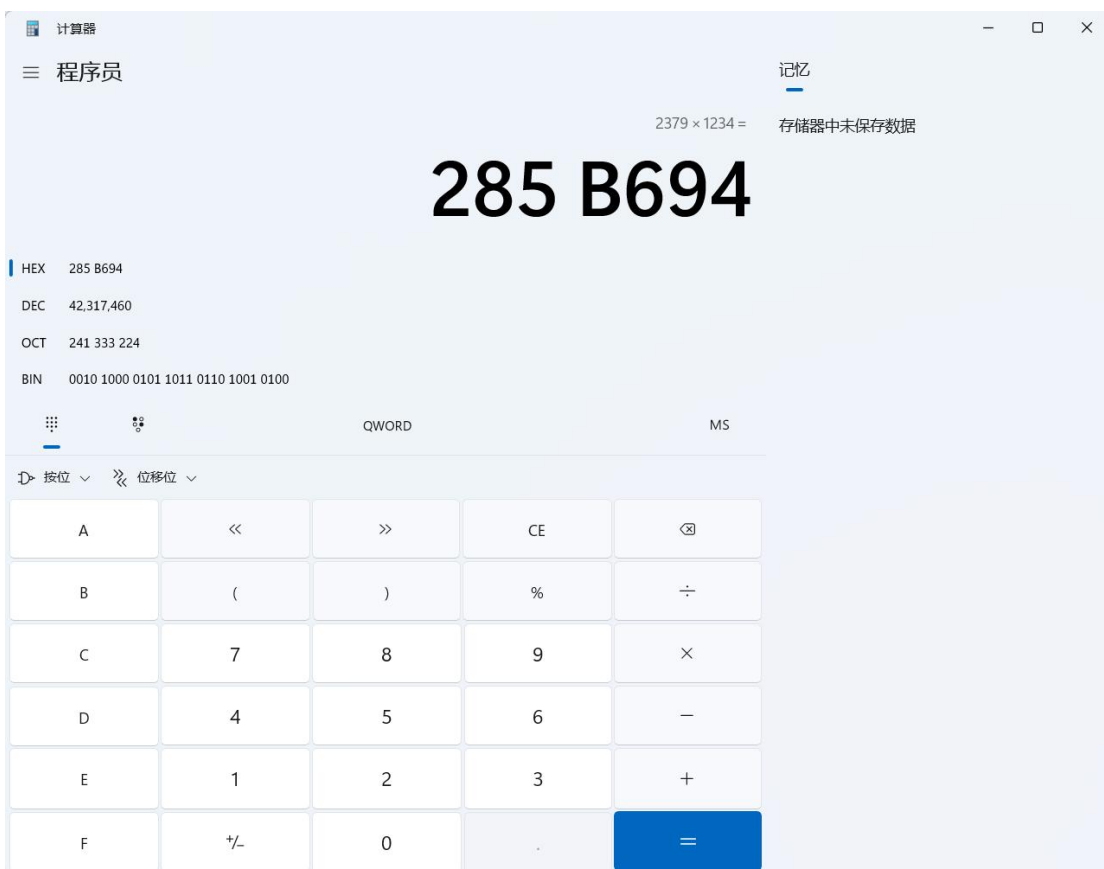 计算器
程序员
记忆
2379 × 1234 =
存储器中未保存数据
285 B694
HEX 285 B694
DEC 42,317,460
OCT 241 333 224
BIN 0010 1000 0101 1011 0110 1001 0100
QWORD MS
按位 位移位
A << >> CE
B ( ) % ÷
C 7 8 9 ×
D 4 5 6 −
E 1 2 3 +
F +/− 0 . =